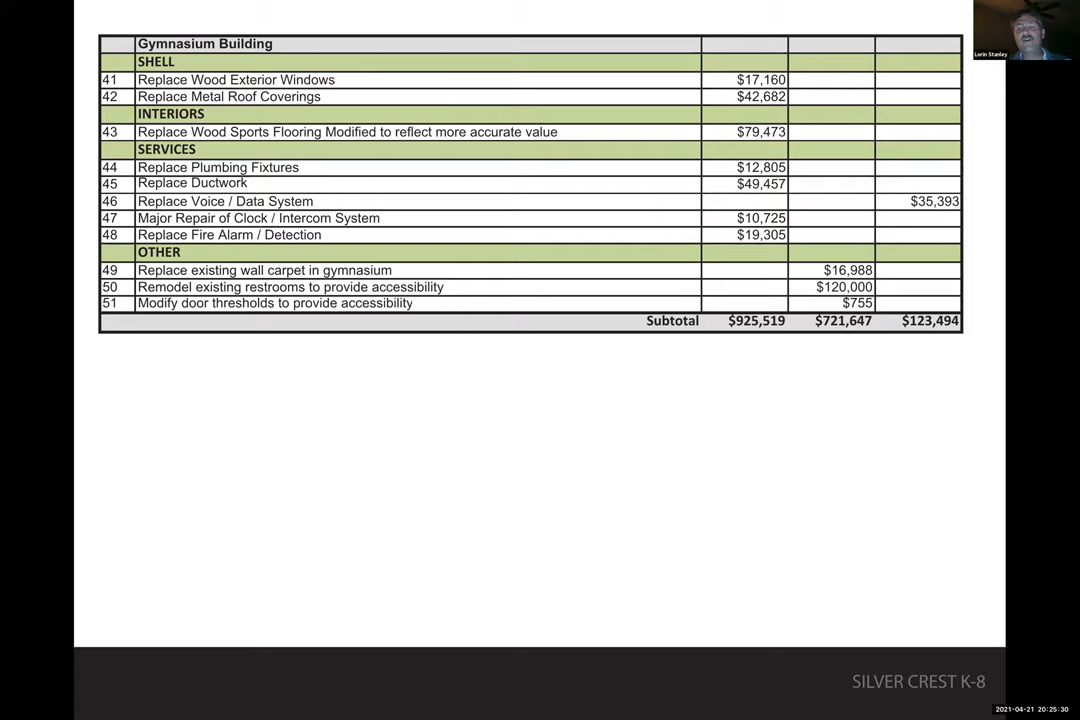 Gymnasium Building
SHELL
41 Replace Wood Exterior Windows $17,160
42 Replace Metal Roof Coverings $42,682
INTERIORS
43 Replace Wood Sports Flooring Modified to reflect more accurate value $79,473
SERVICES
44 Replace Plumbing Fixtures $12,805
45 Replace Ductwork $49,457
46 Replace Voice / Data System $35,393
47 Major Repair of Clock / Intercom System $10,725
48 Replace Fire Alarm / Detection $19,305
OTHER
49 Replace existing wall carpet in gymnasium $16,988
50 Remodel existing restrooms to provide accessibility $120,000
51 Modify door thresholds to provide accessibility $755
Subtotal $925,519 $721,647 $123,494
Lorin Stanley
SILVER CREST K-8
2021-04-21 20:25:30